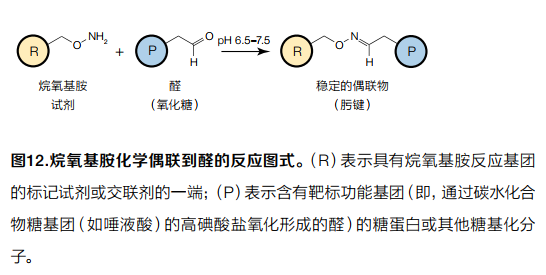 R
O
NH2
+
P
O
H
pH 6.5–7.5
R
O
N
H
P
烷氧基胺
试剂
醛
(氧化糖)
稳定的偶联物
(肟键)
图12.烷氧基胺化学偶联到醛的反应图式。(R)表示具有烷氧基胺反应基团
的标记试剂或交联剂的一端;(P)表示含有靶标功能基团(即,通过碳水化合
物糖基团(如唾液酸)的高碘酸盐氧化形成的醛)的糖蛋白或其他糖基化分
子。